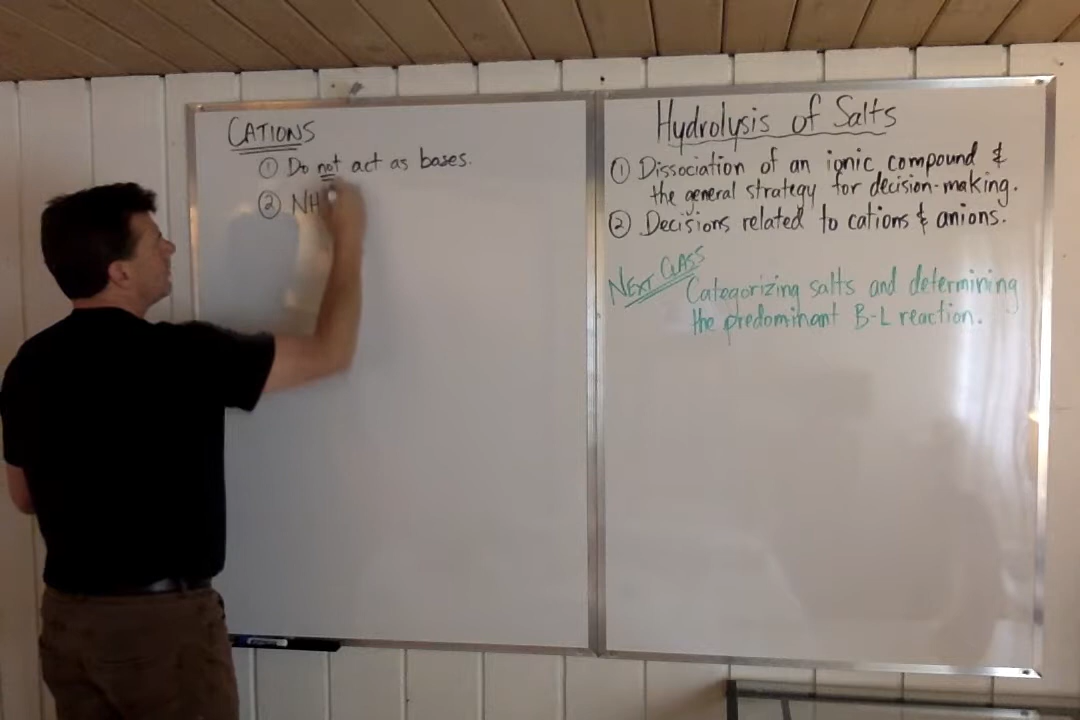 CATIONS
① Do not act as bases.
② NH
Hydrolysis of Salts
① Dissociation of an ionic compound &
the general strategy for decision-making.
② Decisions related to cations & anions.
NEXT CLASS
Categorizing salts and determining
the predominant B-L reaction.